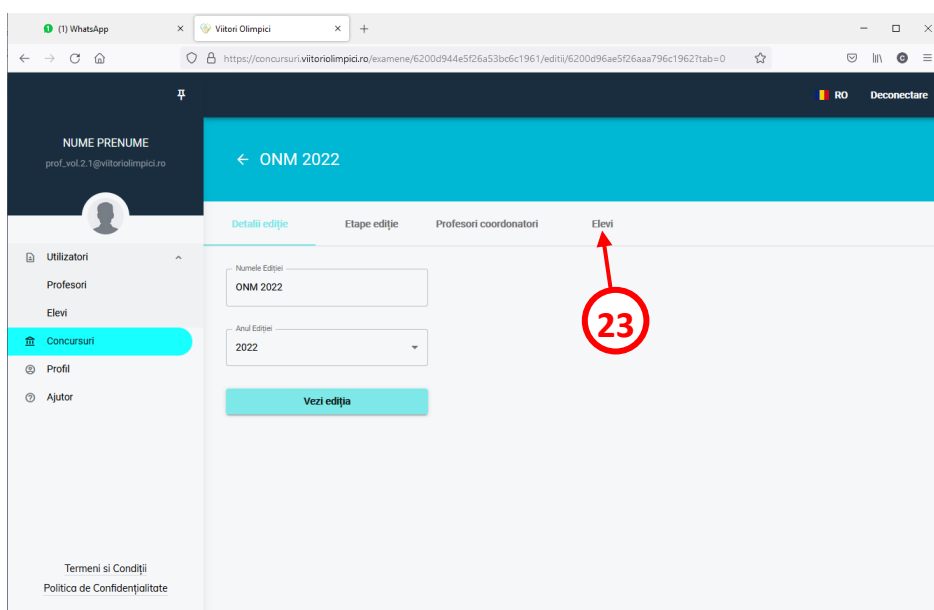 (1) WhatsApp
Viitori Olimpici
https://concursuri.viitoriolimpici.ro/examene/6200d944e5f26a53bc6c1961/editii/6200d96ae5f26aaa796c1962?tab=0
RO Deconectare
NUME PRENUME
prof_vol.2.1@viitoriolimpici.ro
← ONM 2022
Detalii ediție Etape ediție Profesori coordonatori Elevi
Utilizatori
Profesori
Elevi
Concursuri
Profil
Ajutor
Numele Ediției
ONM 2022
Anul Ediției
2022
Vezi ediția
23
Termeni si Condiții
Politica de Confidențialitate